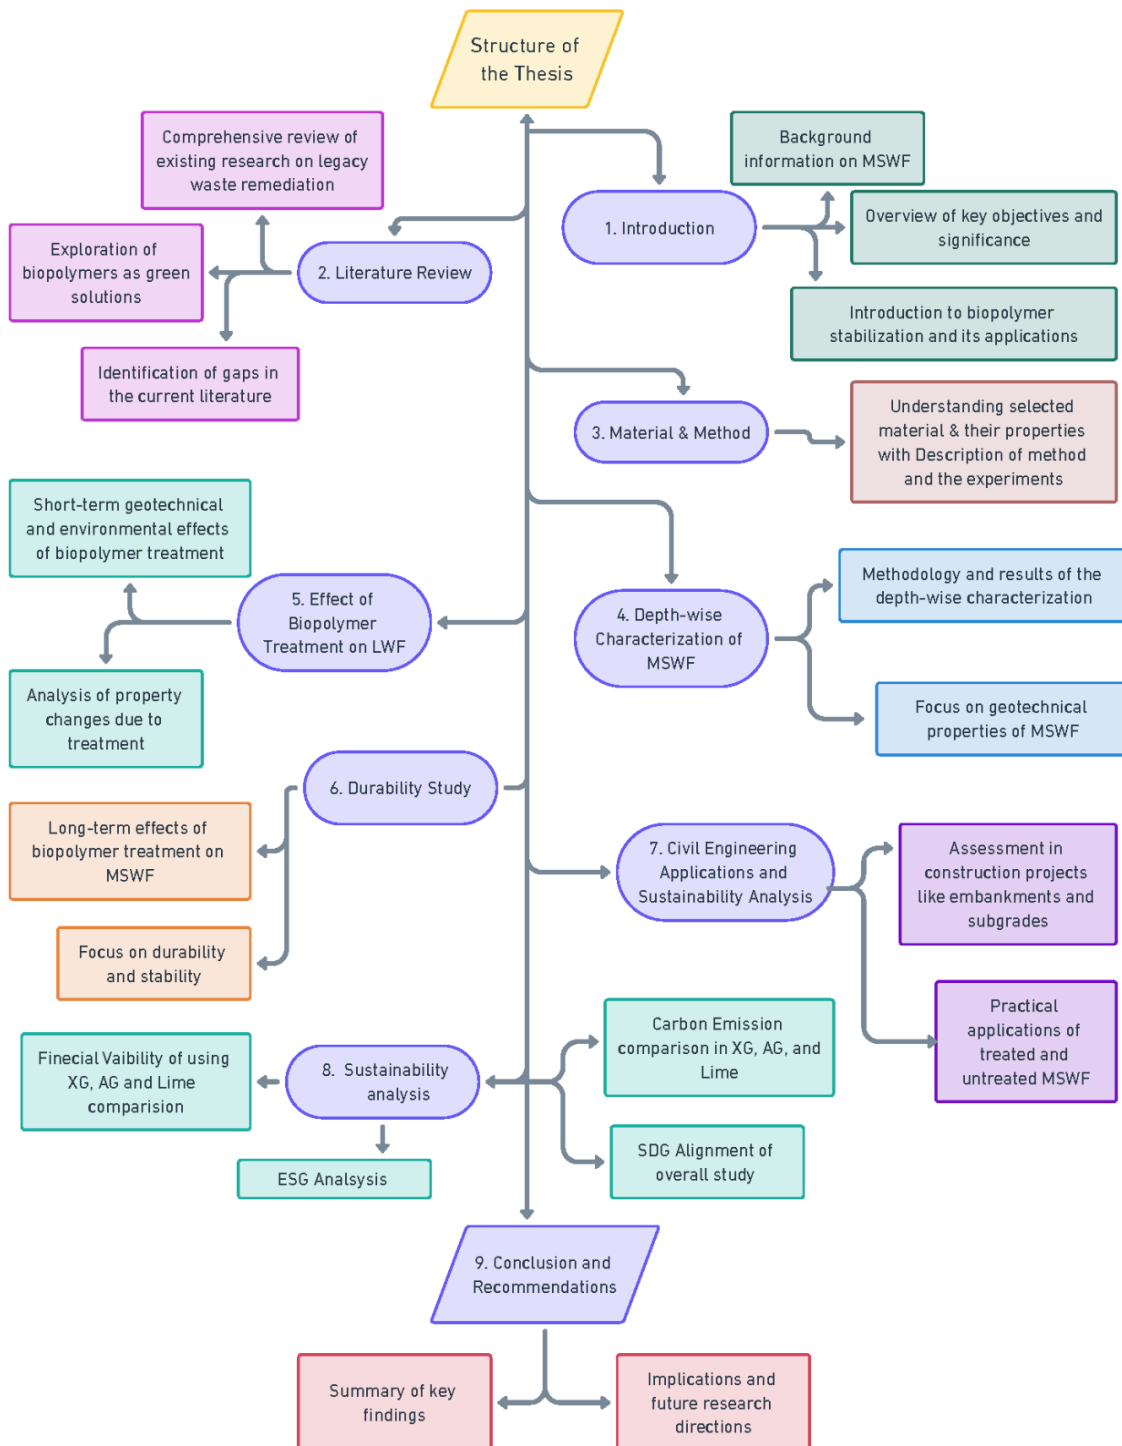 Structure of
the Thesis
Background
information on MSWF
1. Introduction
Overview of key objectives and
significance
Introduction to biopolymer
stabilization and its applications
Comprehensive review of
existing research on legacy
waste remediation
2. Literature Review
Exploration of
biopolymers as green
solutions
Identification of gaps in
the current literature
3. Material & Method
Understanding selected
material & their properties
with Description of method
and the experiments
4. Depth-wise
Characterization of
MSWF
Methodology and results of the
depth-wise characterization
Focus on geotechnical
properties of MSWF
Short-term geotechnical
and environmental effects
of biopolymer treatment
5. Effect of
Biopolymer
Treatment on LWF
Analysis of property
changes due to
treatment
6. Durability Study
Long-term effects of
biopolymer treatment on
MSWF
Focus on durability
and stability
7. Civil Engineering
Applications and
Sustainability Analysis
Assessment in
construction projects
like embankments and
subgrades
Practical
applications of
treated and
untreated MSWF
8. Sustainability
analysis
Finecial Vaibility of using
XG, AG and Lime
comparision
ESG Analsysis
Carbon Emission
comparison in XG, AG, and
Lime
SDG Alignment of
overall study
9. Conclusion and
Recommendations
Summary of key
findings
Implications and
future research
directions